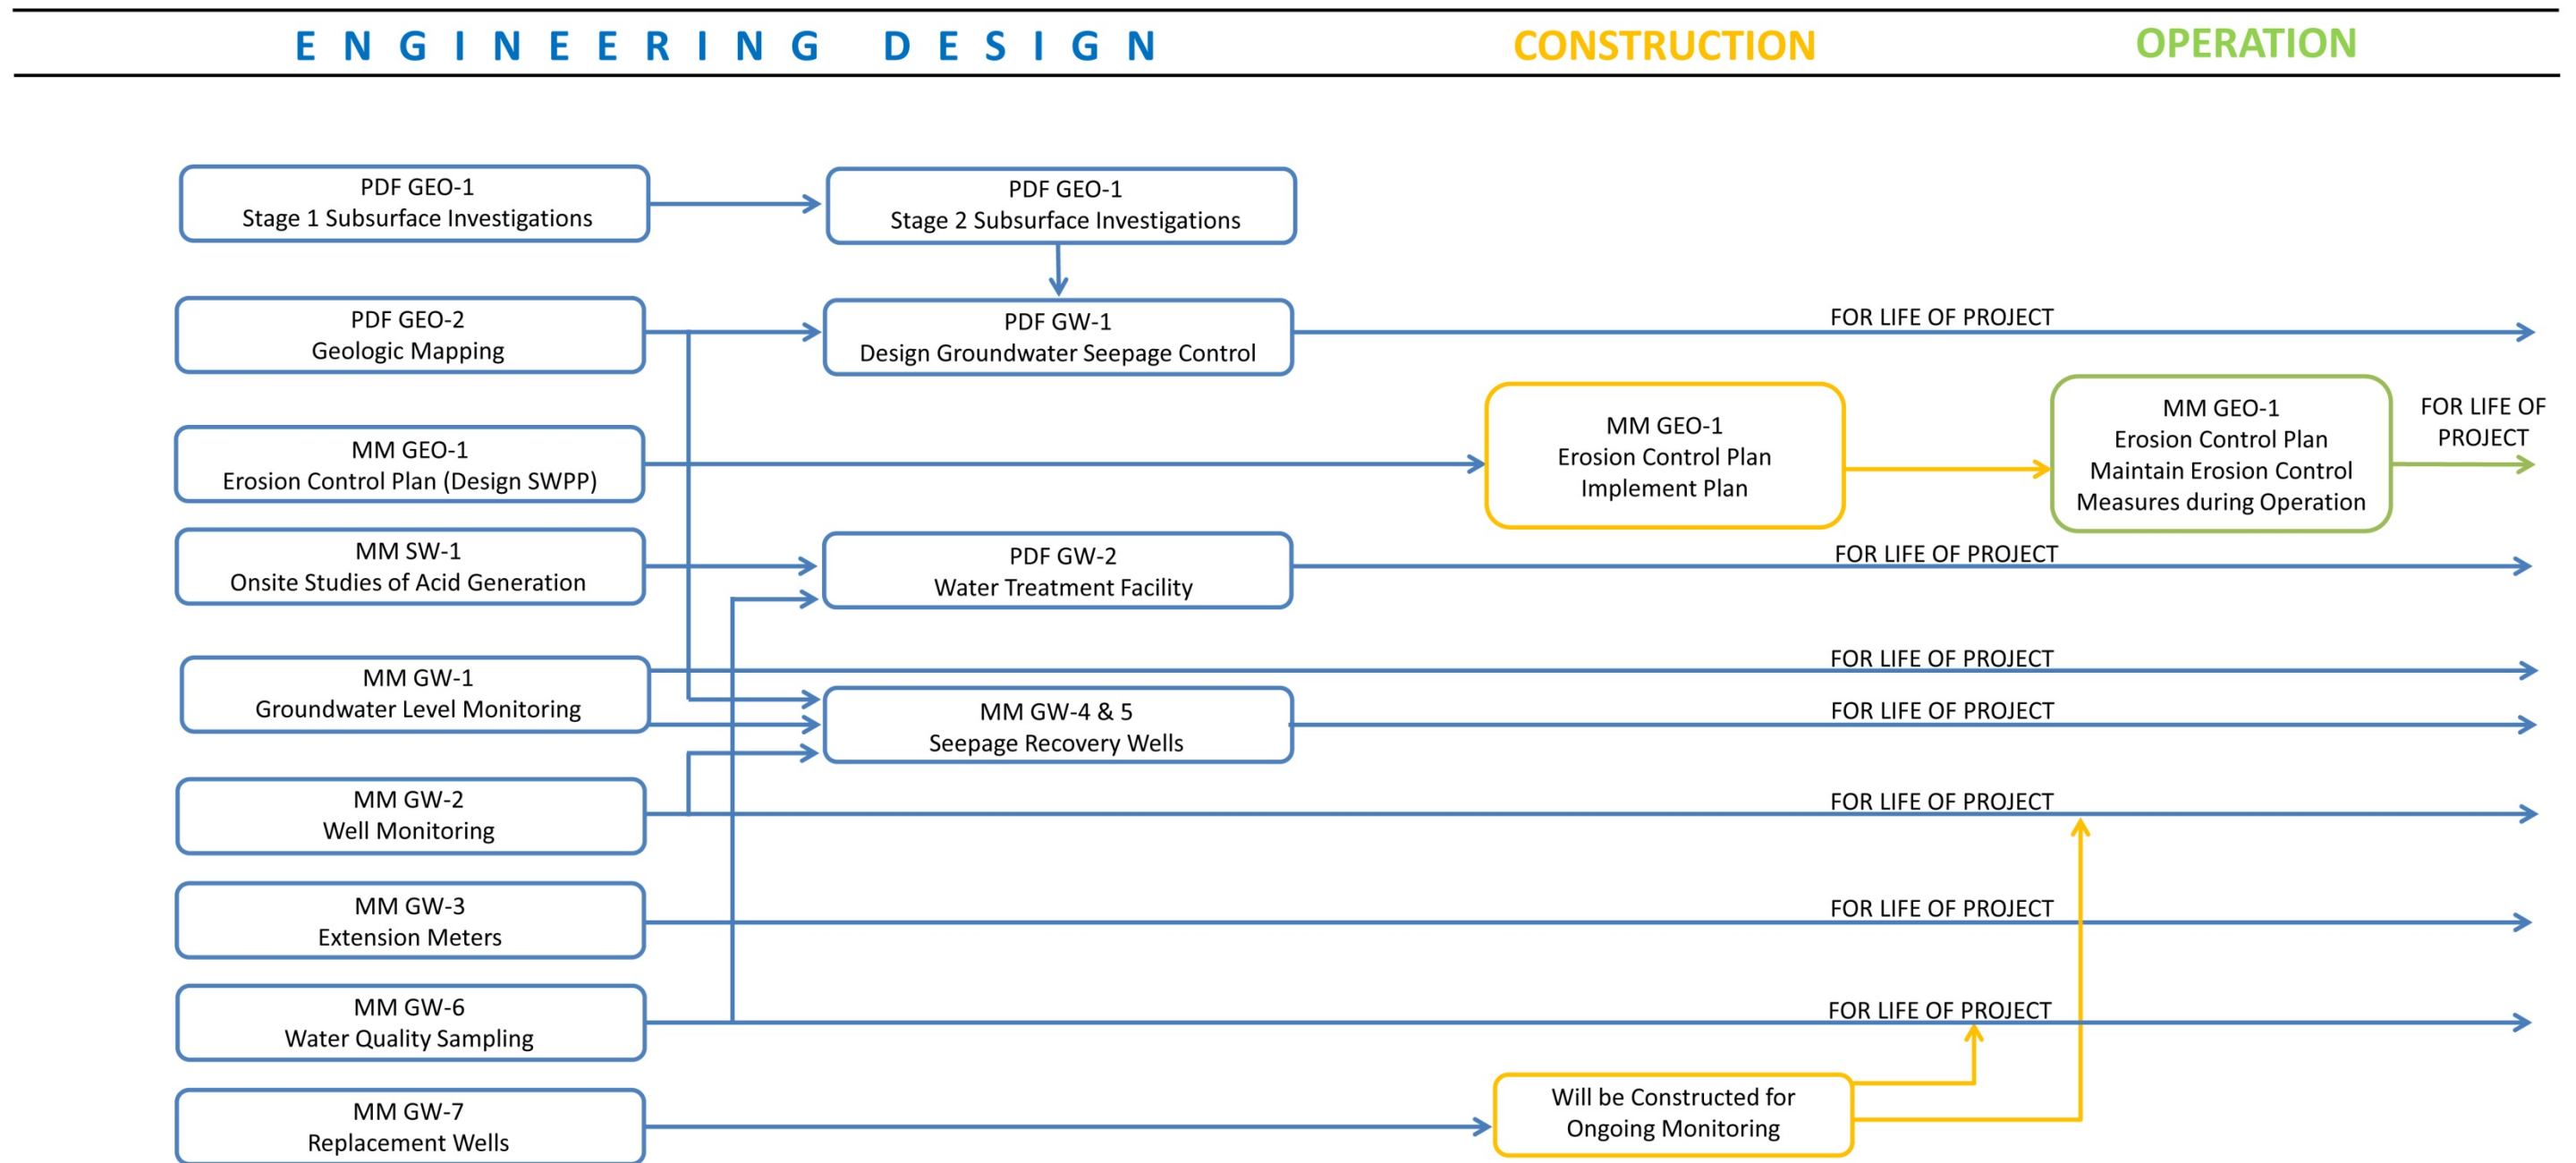 ENGINEERING DESIGN
CONSTRUCTION
OPERATION
PDF GEO-1
Stage 1 Subsurface Investigations
PDF GEO-1
Stage 2 Subsurface Investigations
PDF GEO-2
Geologic Mapping
PDF GW-1
Design Groundwater Seepage Control
FOR LIFE OF PROJECT
MM GEO-1
Erosion Control Plan (Design SWPP)
MM GEO-1
Erosion Control Plan
Implement Plan
MM GEO-1
Erosion Control Plan
Maintain Erosion Control
Measures during Operation
FOR LIFE OF
PROJECT
MM SW-1
Onsite Studies of Acid Generation
PDF GW-2
Water Treatment Facility
FOR LIFE OF PROJECT
MM GW-1
Groundwater Level Monitoring
FOR LIFE OF PROJECT
MM GW-4 & 5
Seepage Recovery Wells
FOR LIFE OF PROJECT
MM GW-2
Well Monitoring
FOR LIFE OF PROJECT
MM GW-3
Extension Meters
FOR LIFE OF PROJECT
MM GW-6
Water Quality Sampling
FOR LIFE OF PROJECT
MM GW-7
Replacement Wells
Will be Constructed for
Ongoing Monitoring